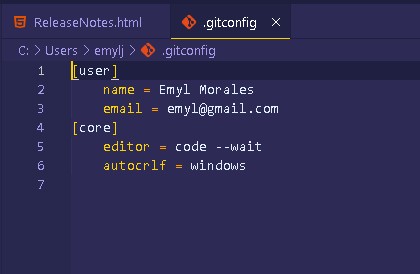 ReleaseNotes.html
.gitconfig ×
C: > Users > emylj > .gitconfig
1 [user]
2 name = Emyl Morales
3 email = emyl@gmail.com
4 [core]
5 editor = code --wait
6 autocrlf = windows
7